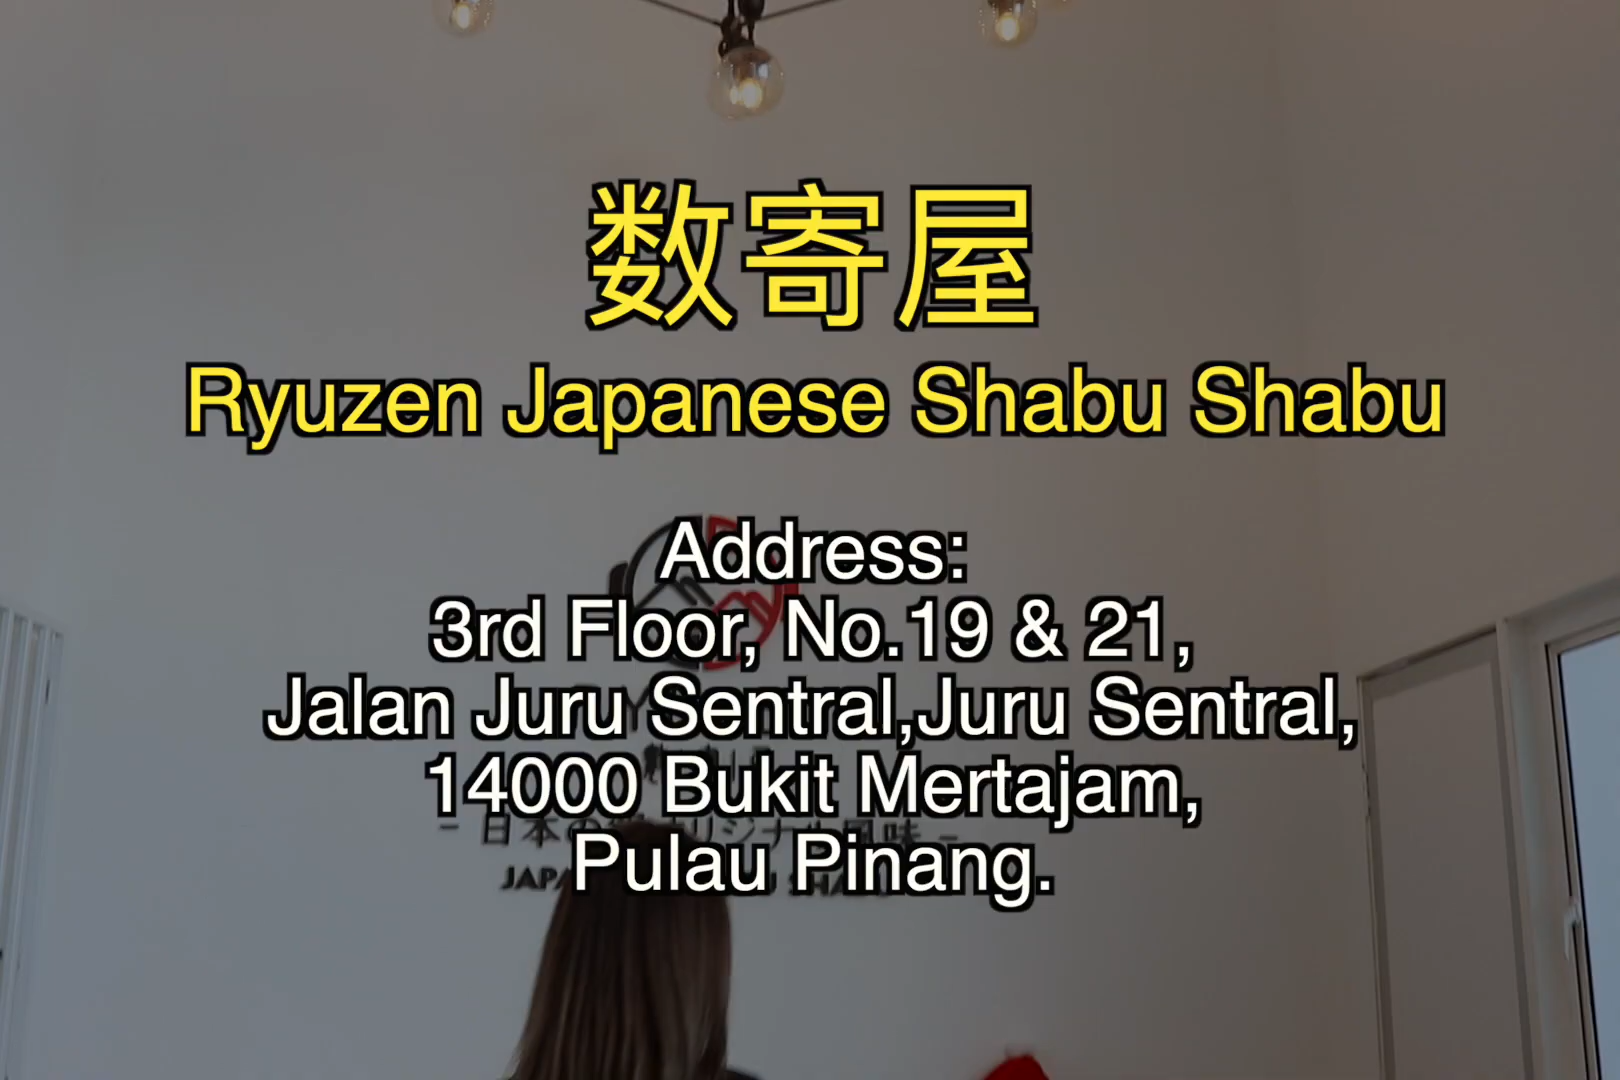 数寄屋
Ryuzen Japanese Shabu Shabu
Address:
3rd Floor, No.19 & 21,
Jalan Juru Sentral,Juru Sentral,
14000 Bukit Mertajam,
Pulau Pinang.